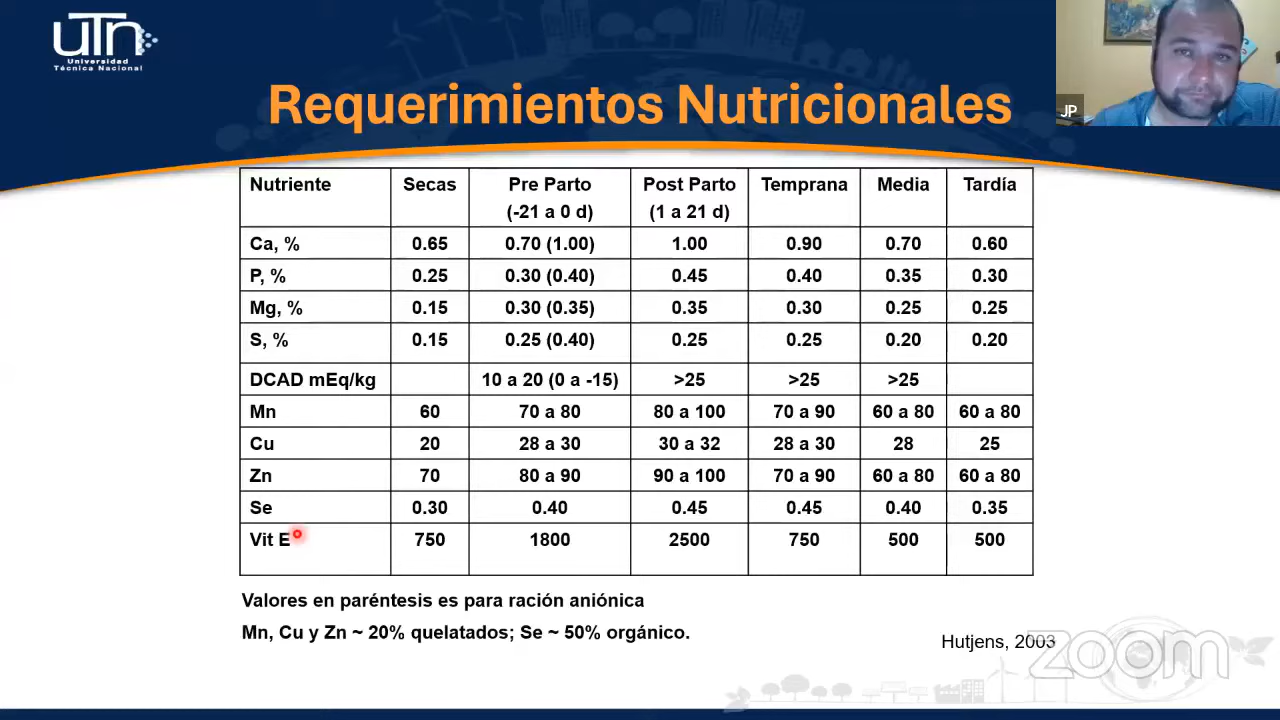 uTn
Universidad
Técnica Nacional
JP
Requerimientos Nutricionales
Nutriente Secas Pre Parto (-21 a 0 d) Post Parto (1 a 21 d) Temprana Media Tardía
Ca, % 0.65 0.70 (1.00) 1.00 0.90 0.70 0.60
P, % 0.25 0.30 (0.40) 0.45 0.40 0.35 0.30
Mg, % 0.15 0.30 (0.35) 0.35 0.30 0.25 0.25
S, % 0.15 0.25 (0.40) 0.25 0.25 0.20 0.20
DCAD mEq/kg 10 a 20 (0 a -15) >25 >25 >25
Mn 60 70 a 80 80 a 100 70 a 90 60 a 80 60 a 80
Cu 20 28 a 30 30 a 32 28 a 30 28 25
Zn 70 80 a 90 90 a 100 70 a 90 60 a 80 60 a 80
Se 0.30 0.40 0.45 0.45 0.40 0.35
Vit E 750 1800 2500 750 500 500
Valores en paréntesis es para ración aniónica
Mn, Cu y Zn ~ 20% quelatados; Se ~ 50% orgánico.
Hutjens, 2003
zoom